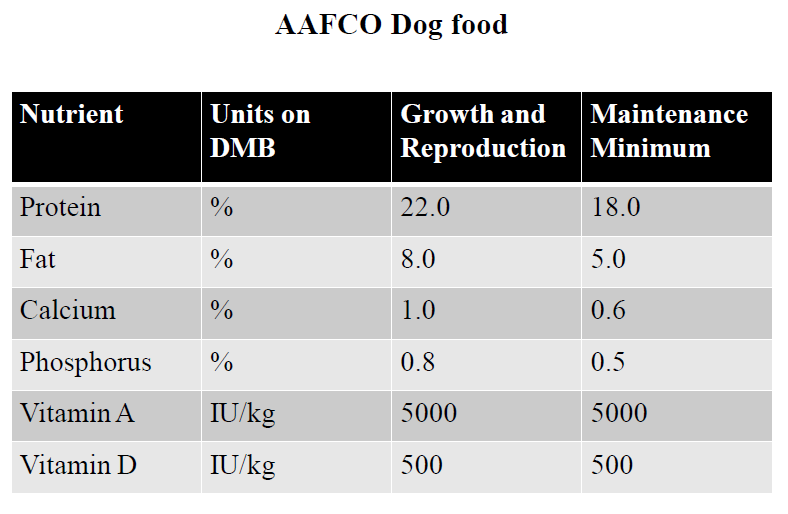 AAFCO Dog food
Nutrient Units on DMB Growth and Reproduction Maintenance Minimum
Protein % 22.0 18.0
Fat % 8.0 5.0
Calcium % 1.0 0.6
Phosphorus % 0.8 0.5
Vitamin A IU/kg 5000 5000
Vitamin D IU/kg 500 500